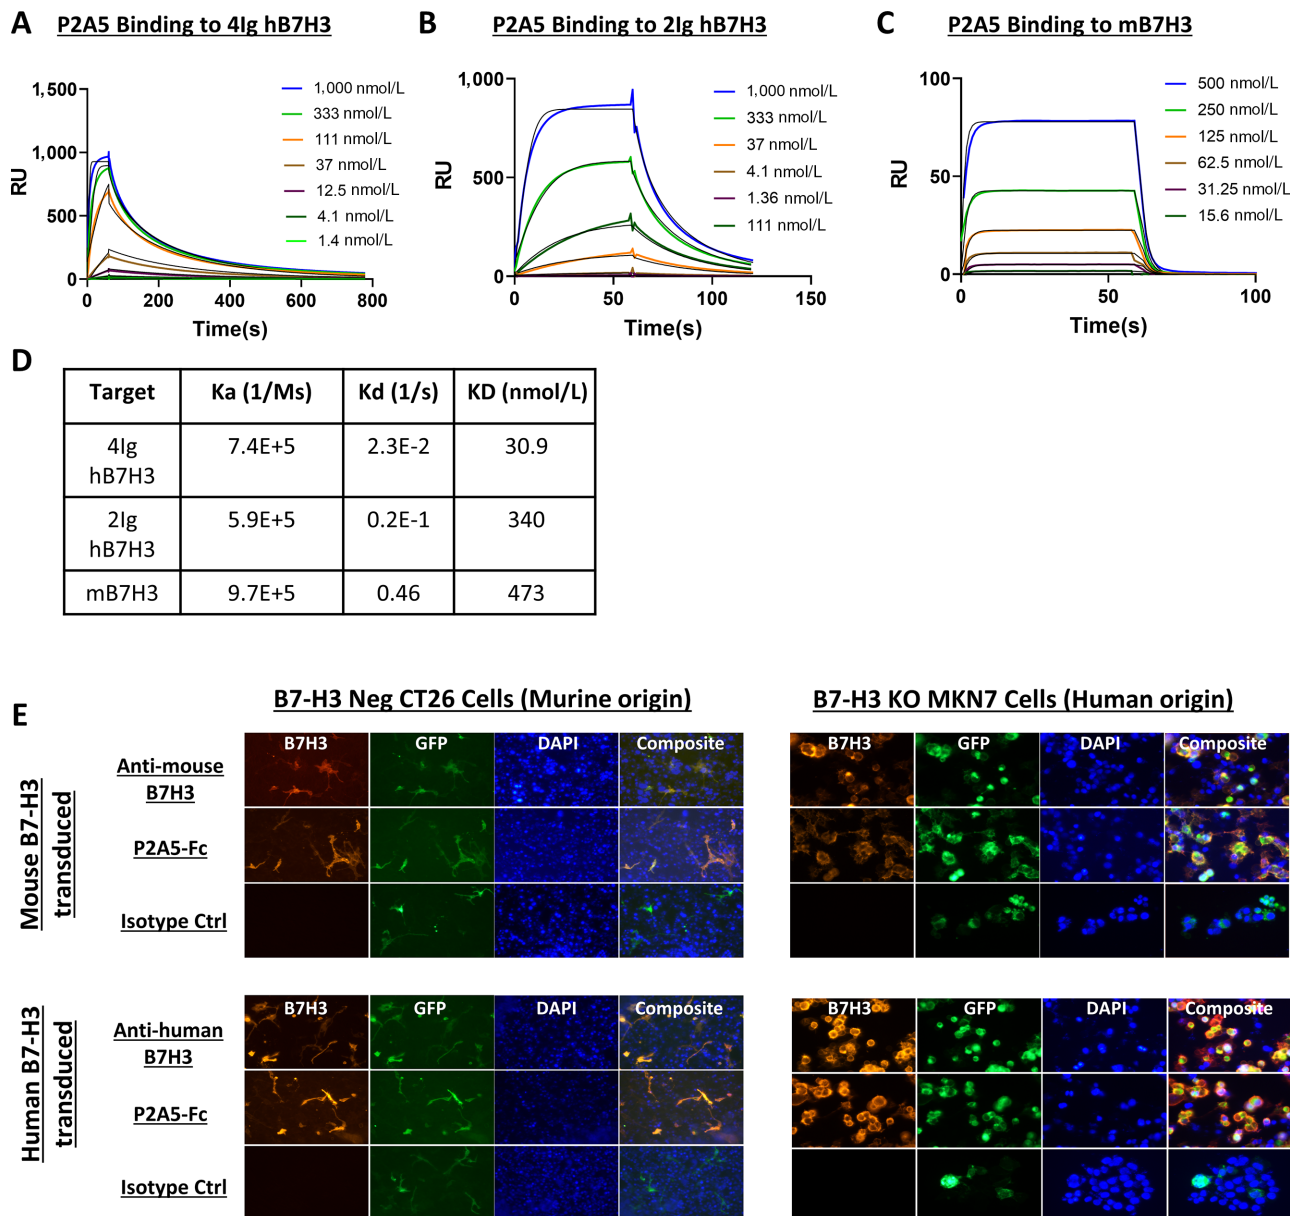 A
P2A5 Binding to 4Ig hB7H3
RU
1,500
1,000
500
0
0
200
400
600
800
Time(s)
1,000 nmol/L
333 nmol/L
111 nmol/L
37 nmol/L
12.5 nmol/L
4.1 nmol/L
1.4 nmol/L
B
P2A5 Binding to 2Ig hB7H3
RU
1,000
500
0
0
50
100
150
Time(s)
1,000 nmol/L
333 nmol/L
37 nmol/L
4.1 nmol/L
1.36 nmol/L
111 nmol/L
C
P2A5 Binding to mB7H3
RU
100
50
0
0
50
100
Time(s)
500 nmol/L
250 nmol/L
125 nmol/L
62.5 nmol/L
31.25 nmol/L
15.6 nmol/L
D
Target Ka (1/Ms) Kd (1/s) KD (nmol/L)
4Ig
hB7H3 7.4E+5 2.3E-2 30.9
2Ig
hB7H3 5.9E+5 0.2E-1 340
mB7H3 9.7E+5 0.46 473
E
B7-H3 Neg CT26 Cells (Murine origin)
B7-H3 KO MKN7 Cells (Human origin)
Mouse B7-H3
transduced
B7H3 GFP DAPI Composite
B7H3 GFP DAPI Composite
Anti-mouse
B7H3
P2A5-Fc
Isotype Ctrl
Human B7-H3
transduced
B7H3 GFP DAPI Composite
B7H3 GFP DAPI Composite
Anti-human
B7H3
P2A5-Fc
Isotype Ctrl